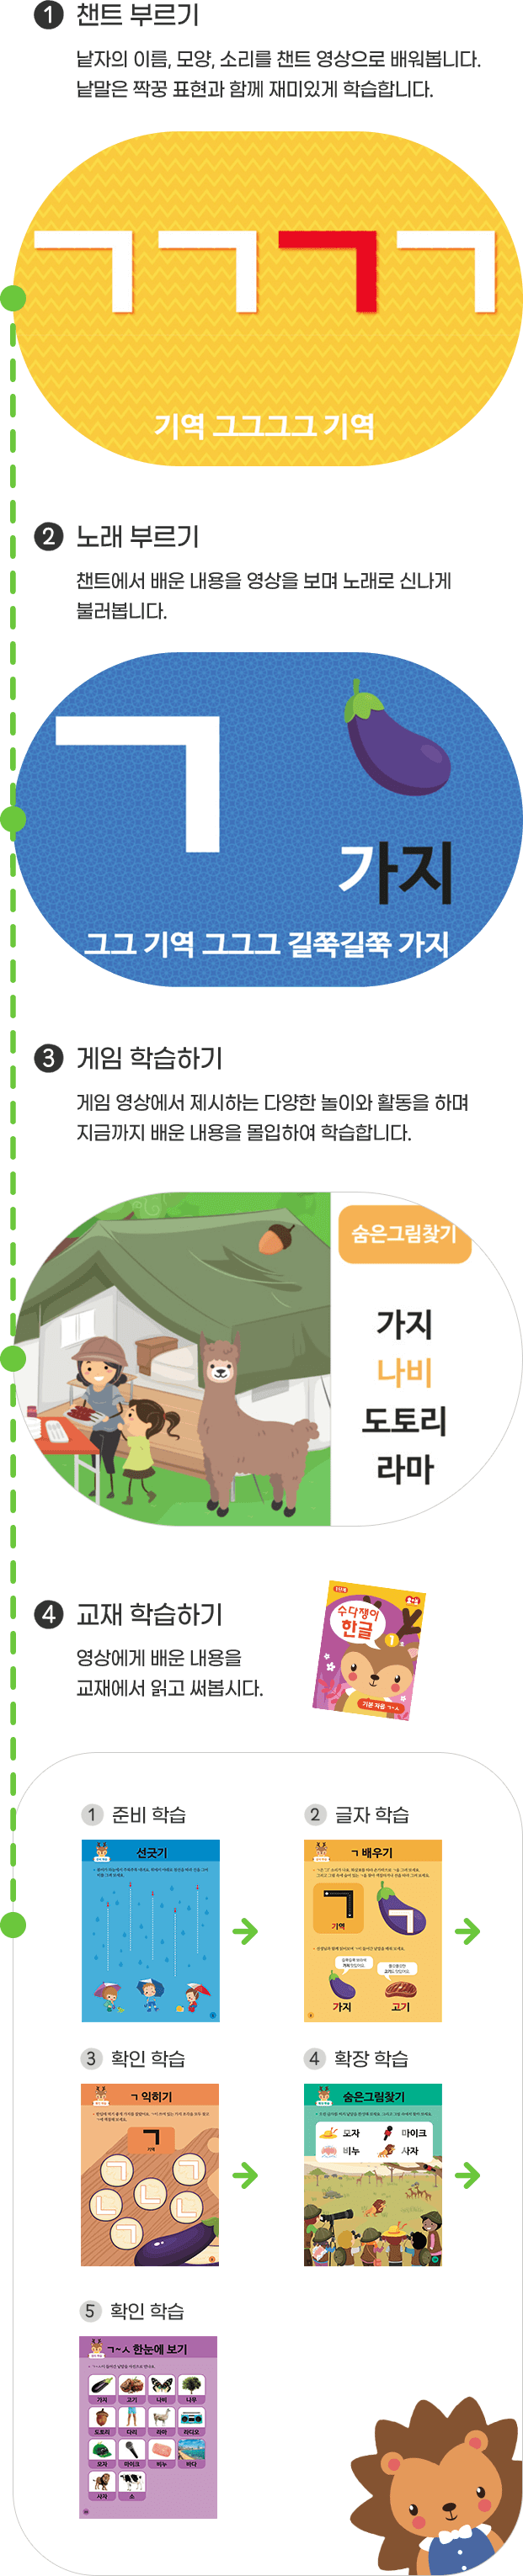 1 챈트 부르기
낱자의 이름, 모양, 소리를 챈트 영상으로 배워봅니다.
낱말은 짝꿍 표현과 함께 재미있게 학습합니다.
ㄱ ㄱ ㄱ ㄱ
기역 그그그그 기역
2 노래 부르기
챈트에서 배운 내용을 영상을 보며 노래로 신나게
불러봅니다.
ㄱ
가지
그그 기역 그그그 길쭉길쭉 가지
3 게임 학습하기
게임 영상에서 제시하는 다양한 놀이와 활동을 하며
지금까지 배운 내용을 몰입하여 학습합니다.
숨은그림찾기
가지
나비
도토리
라마
4 교재 학습하기
영상에게 배운 내용을
교재에서 읽고 써봅시다.
수다쟁이
한글
1
기본 자음 ㄱ~ㅅ
1 준비 학습
2 글자 학습
선긋기
ㄱ 배우기
ㄱ
기역
ㄱ
가지
고기
3 확인 학습
4 확장 학습
ㄱ 익히기
숨은그림찾기
ㄱ
기역
ㄱ ㄱ
ㄴ
ㄴ
ㄱ
모자
마이크
비누
사자
5 확인 학습
ㄱ~ㅅ 한눈에 보기
가지 고기 나비 나무
도토리 다리 라마 라디오
모자 마이크 비누 바다
사자 소